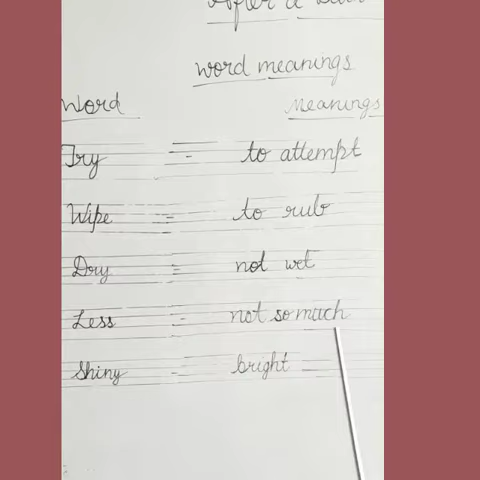 After a
word meanings
Word Meanings
Try = to attempt
Wipe = to rub
Dry = not wet
Less = not so much
Shiny = bright